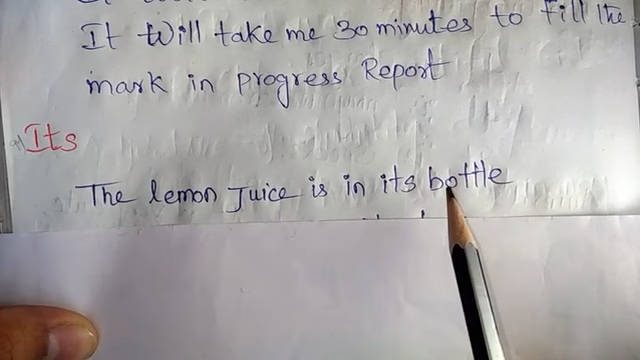 It will take me 30 minutes to fill the
mark in progress Report
Its
The lemon Juice is in its bottle